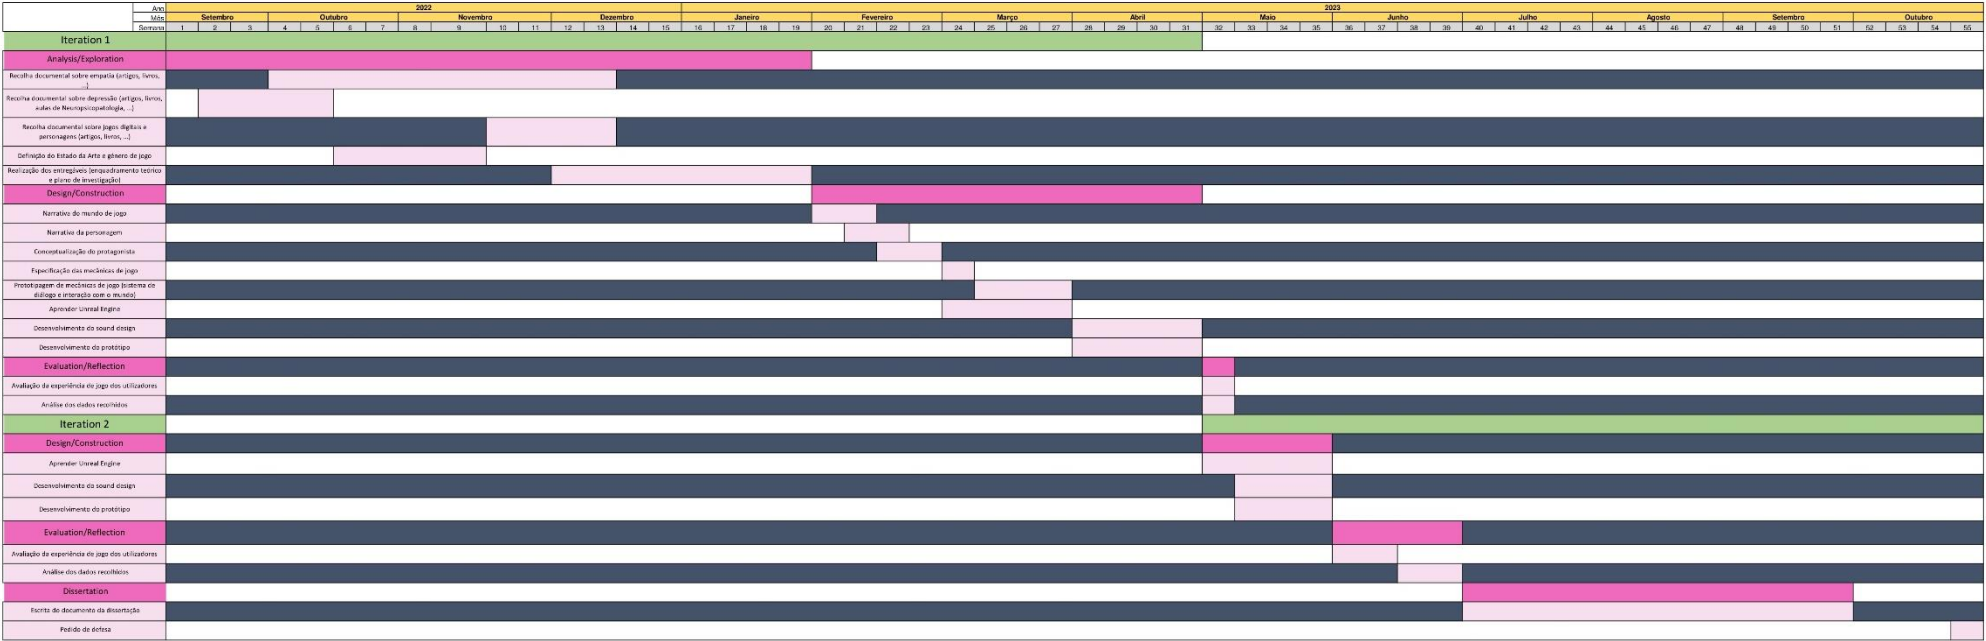 Ano 2022 2023
Mês Setembro Outubro Novembro Dezembro Janeiro Fevereiro Março Abril Maio Junho Julho Agosto Setembro Outubro
Semana 1 2 3 4 5 6 7 8 9 10 11 12 13 14 15 16 17 18 19 20 21 22 23 24 25 26 27 28 29 30 31 32 33 34 35 36 37 38 39 40 41 42 43 44 45 46 47 48 49 50 51 52 53 54 55
Iteration 1
Analysis/Exploration
Recolha documental sobre empatia (artigos, livros,
...)
Recolha documental sobre depressão (artigos, livros,
aulas de Neuropsicopatologia, ...)
Recolha documental sobre jogos digitais e
personagens (artigos, livros, ...)
Definição do Estado da Arte e género de jogo
Realização dos entregáveis (enquadramento teórico
e plano de investigação)
Design/Construction
Narrativa do mundo de jogo
Narrativa da personagem
Conceptualização do protagonista
Especificação das mecânicas de jogo
Prototipagem de mecânicas de jogo (sistema de
diálogo e interação com o mundo)
Aprender Unreal Engine
Desenvolvimento do sound design
Desenvolvimento do protótipo
Evaluation/Reflection
Avaliação da experiência de jogo dos utilizadores
Análise dos dados recolhidos
Iteration 2
Design/Construction
Aprender Unreal Engine
Desenvolvimento do sound design
Desenvolvimento do protótipo
Evaluation/Reflection
Avaliação da experiência de jogo dos utilizadores
Análise dos dados recolhidos
Dissertation
Escrita do documento da dissertação
Pedido de defesa